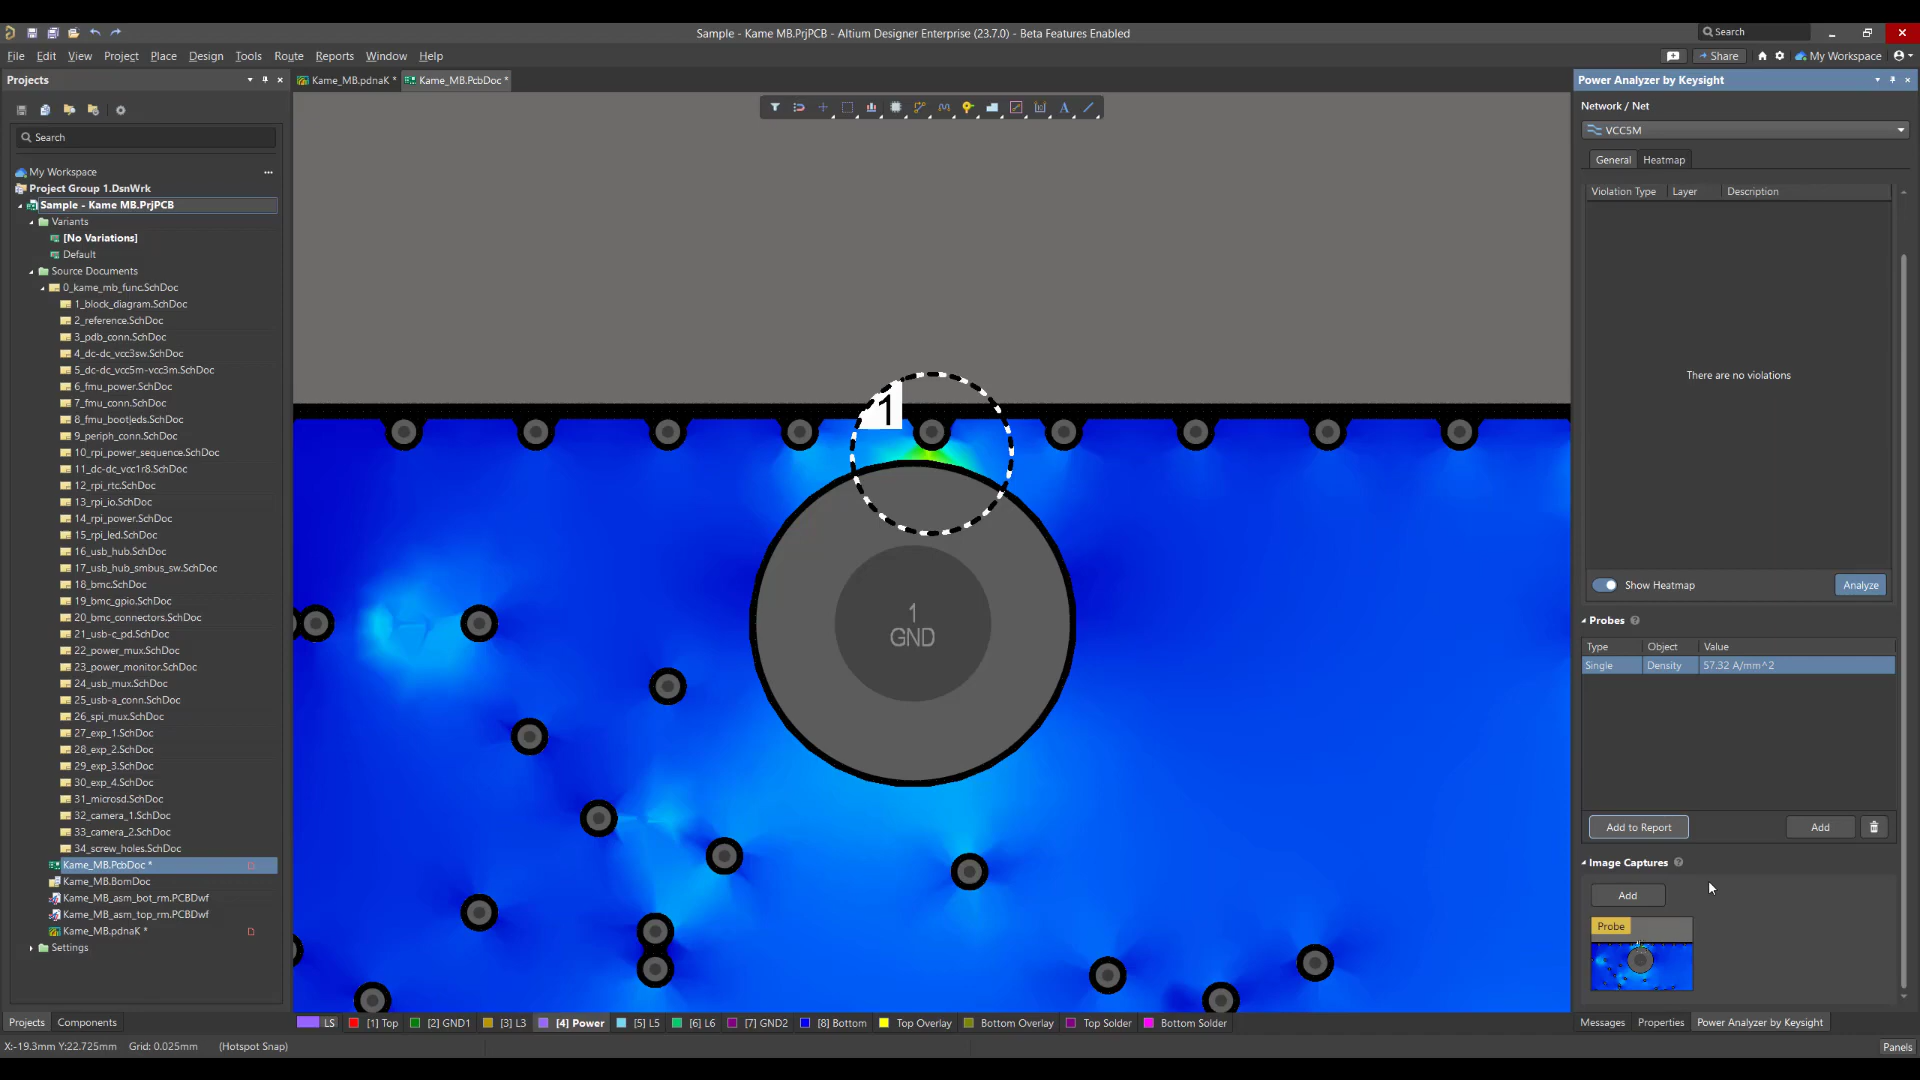 Sample - Kame MB.PrjPCB - Altium Designer Enterprise (23.7.0) - Beta Features Enabled
Search
File Edit View Project Place Design Tools Route Reports Window Help
Share
My Workspace
Projects
Kame_MB.pdnaK *
Kame_MB.PcbDoc *
Search
My Workspace
Project Group 1.DsnWrk
Sample - Kame MB.PrjPCB
Variants
[No Variations]
Default
Source Documents
0_kame_mb_func.SchDoc
1_block_diagram.SchDoc
2_reference.SchDoc
3_pdb_conn.SchDoc
4_dc-dc_vcc3sw.SchDoc
5_dc-dc_vcc5m-vcc3m.SchDoc
6_fmu_power.SchDoc
7_fmu_conn.SchDoc
8_fmu_bootjeds.SchDoc
9_periph_conn.SchDoc
10_rpi_power_sequence.SchDoc
11_dc-dc_vcc1r8.SchDoc
12_rpi_rtc.SchDoc
13_rpi_io.SchDoc
14_rpi_power.SchDoc
15_rpi_led.SchDoc
16_usb_hub.SchDoc
17_usb_hub_smbus_sw.SchDoc
18_bmc.SchDoc
19_bmc_gpio.SchDoc
20_bmc_connectors.SchDoc
21_usb-c_pd.SchDoc
22_power_mux.SchDoc
23_power_monitor.SchDoc
24_usb_mux.SchDoc
25_usb-a_conn.SchDoc
26_spi_mux.SchDoc
27_exp_1.SchDoc
28_exp_2.SchDoc
29_exp_3.SchDoc
30_exp_4.SchDoc
31_microsd.SchDoc
32_camera_1.SchDoc
33_camera_2.SchDoc
34_screw_holes.SchDoc
Kame_MB.PcbDoc *
Kame_MB.BomDoc
Kame_MB_asm_bot_rm.PCBDwf
Kame_MB_asm_top_rm.PCBDwf
Kame_MB.pdnaK *
Settings
Projects
Components
1
1
GND
Power Analyzer by Keysight
Network / Net
VCC5M
General
Heatmap
Violation Type
Layer
Description
There are no violations
Show Heatmap
Analyze
Probes
Type
Object
Value
Single
Density
57.32 A/mm^2
Add to Report
Add
Image Captures
Add
Probe
LS
[1] Top
[2] GND1
[3] L3
[4] Power
[5] L5
[6] L6
[7] GND2
[8] Bottom
Top Overlay
Bottom Overlay
Top Solder
Bottom Solder
Messages
Properties
Power Analyzer by Keysight
X:-19.3mm Y:22.725mm Grid: 0.025mm (Hotspot Snap)
Panels